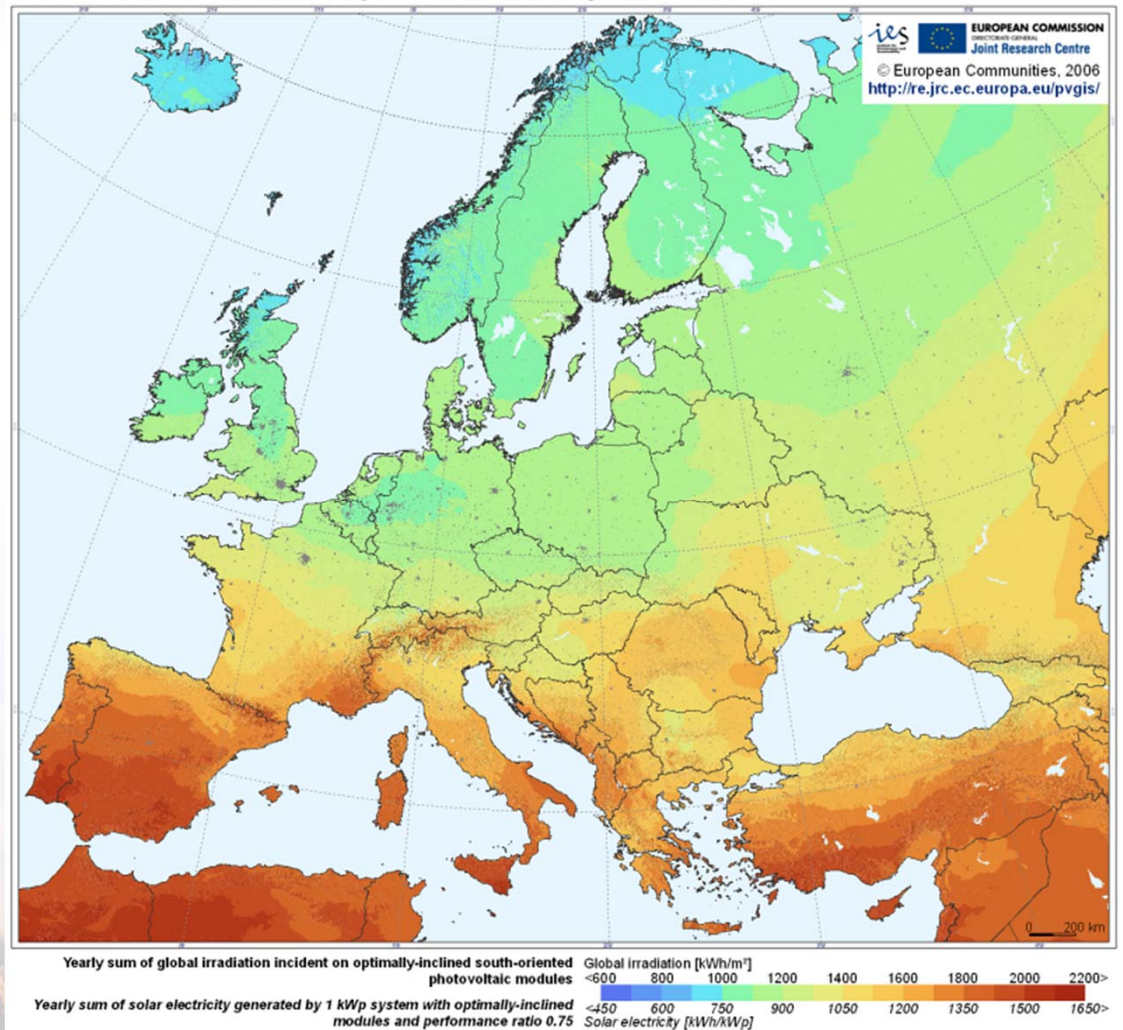 ies
EUROPEAN COMMISSION
DIRECTORATE-GENERAL
Joint Research Centre
© European Communities, 2006
http://re.jrc.ec.europa.eu/pvgis/
0 200 km
Yearly sum of global irradiation incident on optimally-inclined south-oriented
photovoltaic modules
Yearly sum of solar electricity generated by 1 kWp system with optimally-inclined
modules and performance ratio 0.75
Global irradiation [kWh/m²]
<600 800 1000 1200 1400 1600 1800 2000 2200>
<450 600 750 900 1050 1200 1350 1500 1650>
Solar electricity [kWh/kWp]